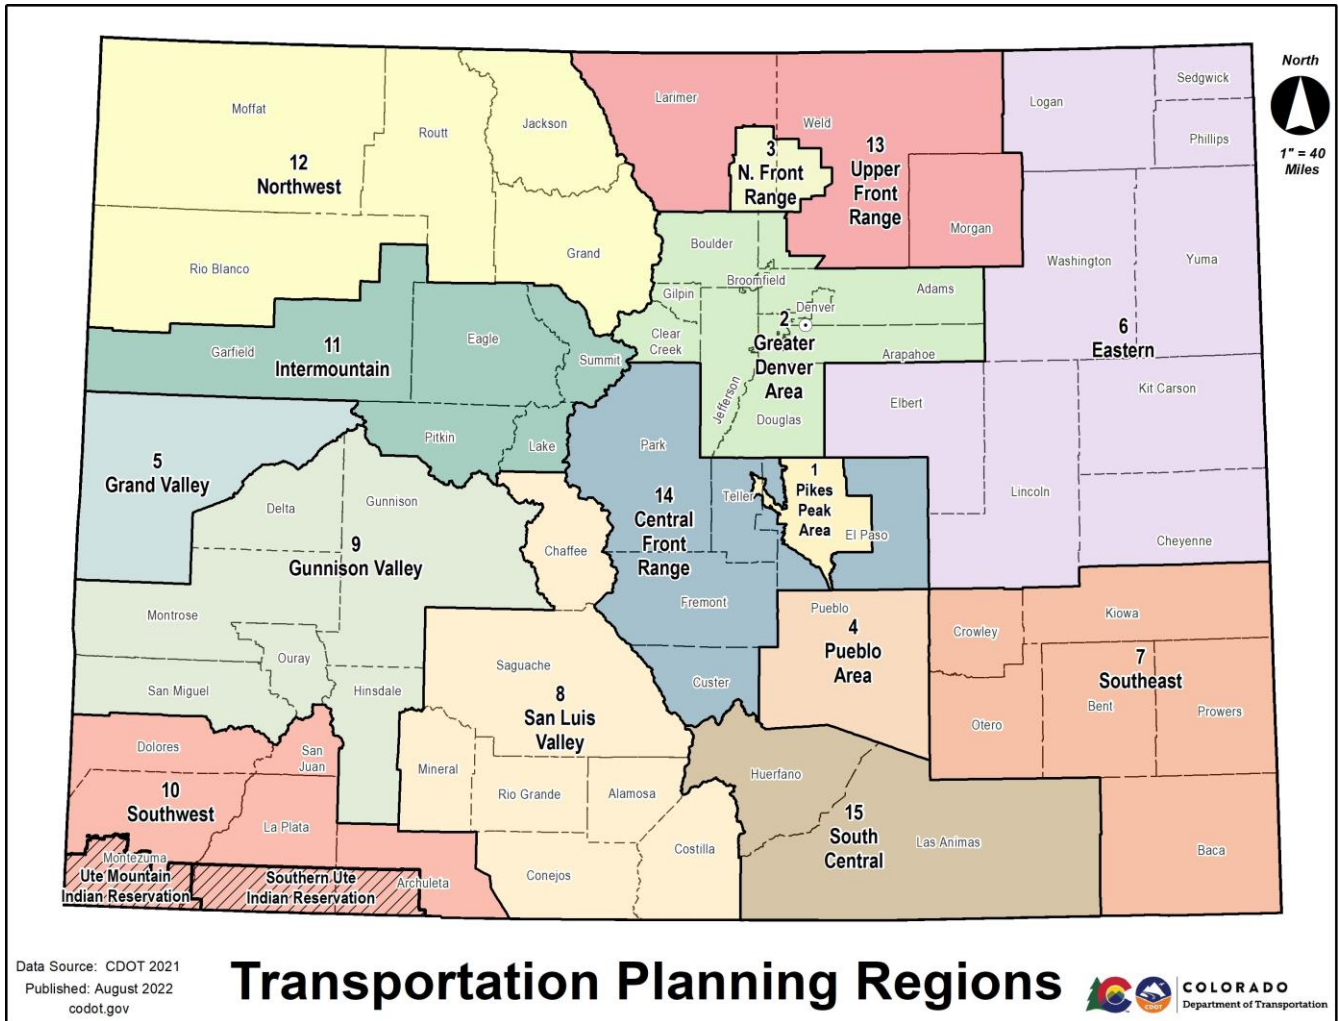 North
1" = 40
Miles
Moffat
Routt
Jackson
Larimer
Weld
Logan
Sedgwick
Phillips
12
Northwest
3
N. Front
Range
13
Upper
Front
Range
Morgan
Washington
Yuma
Rio Blanco
Grand
Boulder
Broomfield
Gilpin
Denver
Adams
Clear
Creek
2
Greater
Denver
Area
Arapahoe
Jefferson
Douglas
6
Eastern
Garfield
11
Intermountain
Eagle
Summit
Pitkin
Lake
Elbert
Kit Carson
Park
Lincoln
Cheyenne
5
Grand Valley
Delta
Gunnison
9
Gunnison Valley
Chaffee
14
Central
Front
Range
Teller
1
Pikes
Peak
Area
El Paso
Fremont
Custer
Montrose
Ouray
San Miguel
Hinsdale
Saguache
8
San Luis
Valley
Pueblo
4
Pueblo
Area
Crowley
Kiowa
7
Southeast
Otero
Bent
Prowers
Dolores
San
Juan
10
Southwest
La Plata
Montezuma
Ute Mountain
Indian Reservation
Southern Ute
Indian Reservation
Archuleta
Mineral
Rio Grande
Alamosa
Conejos
Costilla
Huerfano
15
South
Central
Las Animas
Baca
Data Source: CDOT 2021
Published: August 2022
codot.gov
Transportation Planning Regions
CDOT
COLORADO
Department of Transportation